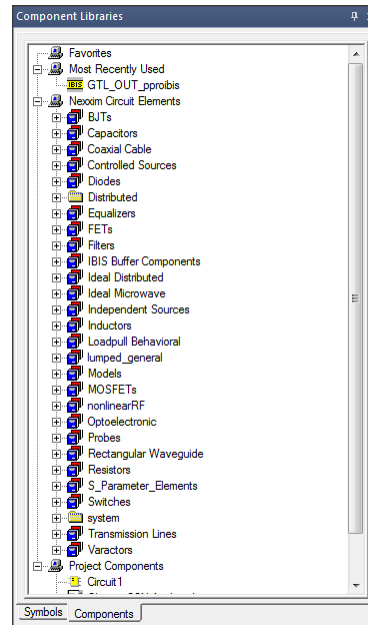 Component Libraries
Favorites
Most Recently Used
IBIS GTL_OUT_pproibis
Nexxim Circuit Elements
BJTs
Capacitors
Coaxial Cable
Controlled Sources
Diodes
Distributed
Equalizers
FETs
Filters
IBIS Buffer Components
Ideal Distributed
Ideal Microwave
Independent Sources
Inductors
Loadpull Behavioral
lumped_general
Models
MOSFETs
nonlinearRF
Optoelectronic
Probes
Rectangular Waveguide
Resistors
S_Parameter_Elements
Switches
system
Transmission Lines
Varactors
Project Components
Circuit1
Symbols Components